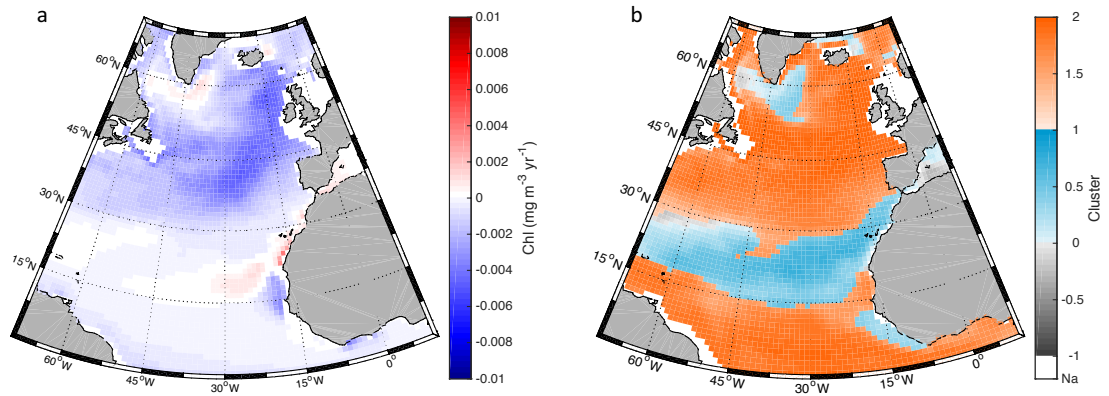 a
60°N
45°N
30°N
15°N
60°W
45°W
30°W
15°W
0°
0.01
0.008
0.006
0.004
0.002
0
-0.002
-0.004
-0.006
-0.008
-0.01
Chl (mg m⁻³ yr⁻¹)
b
60°N
45°N
30°N
15°N
60°W
45°W
30°W
15°W
0°
2
1.5
1
1
0.5
0
-0.5
-1
Na
Cluster